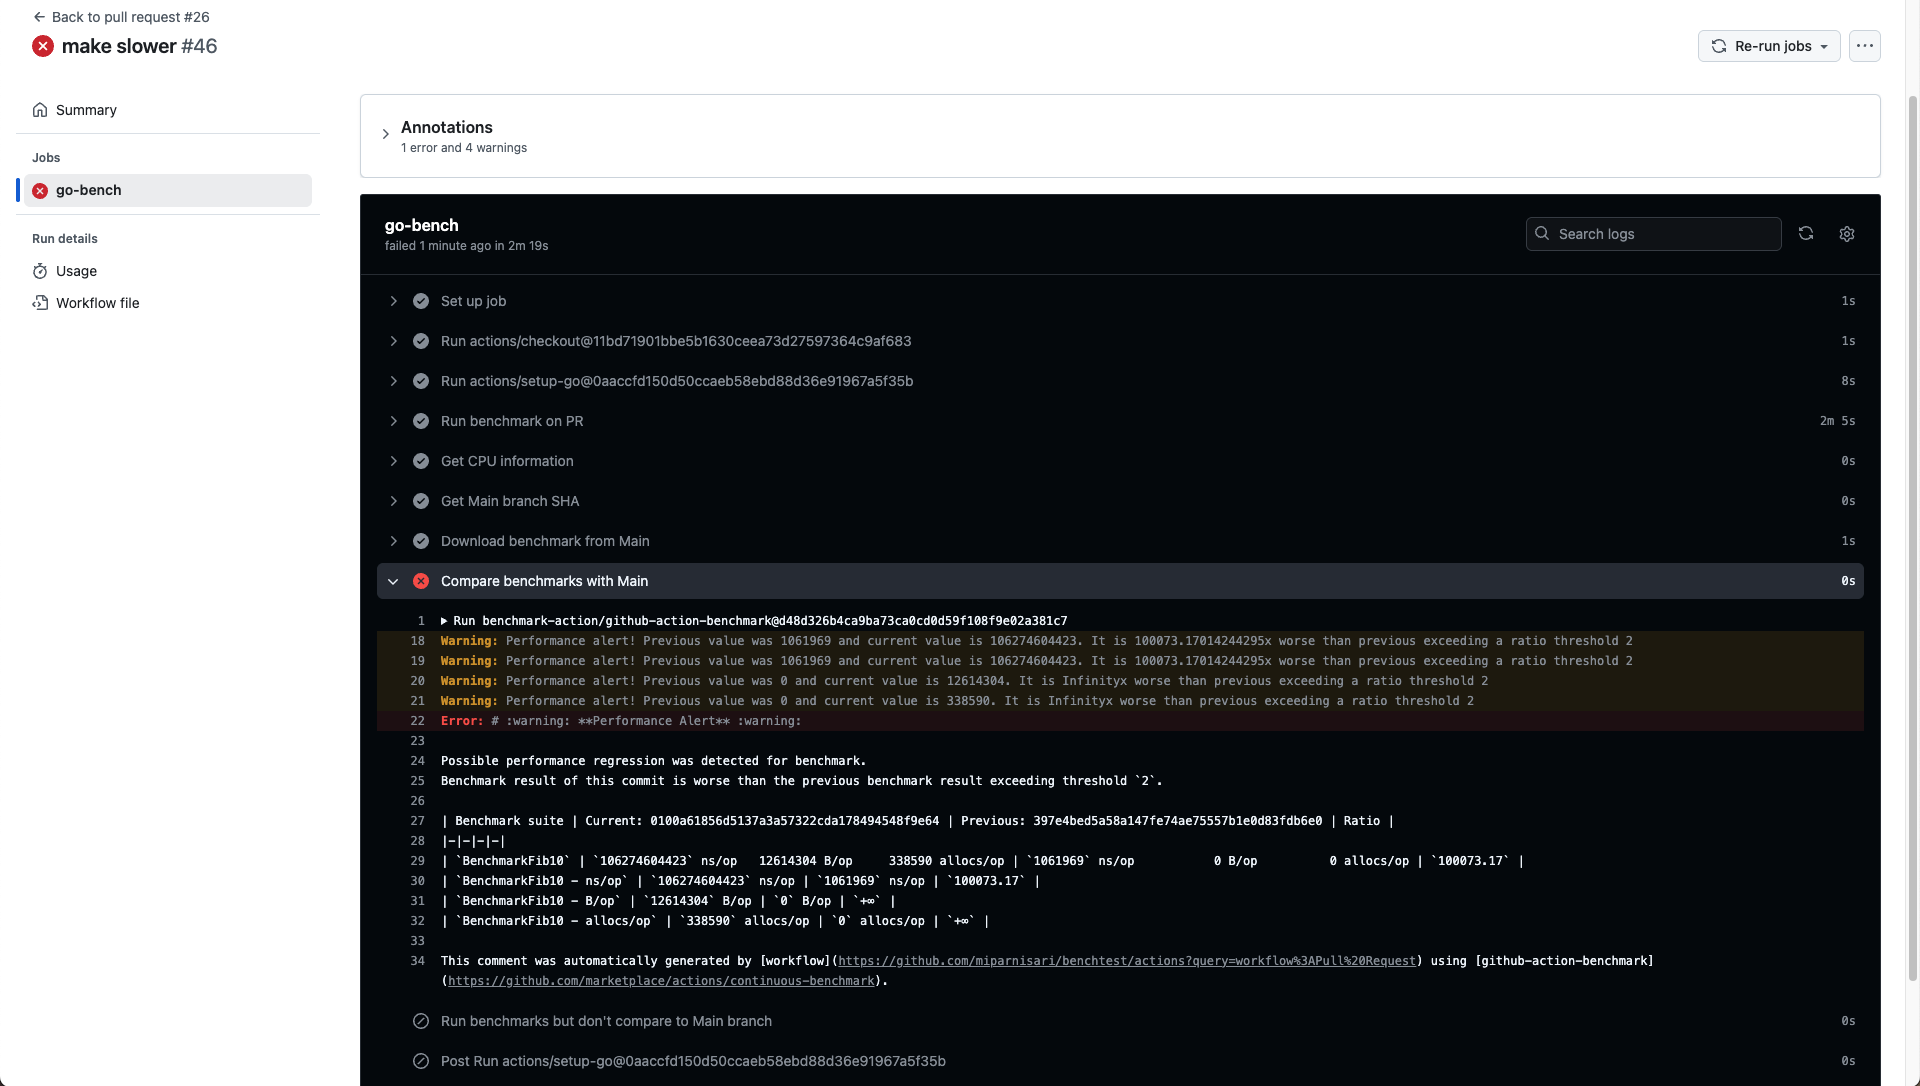 ← Back to pull request #26
make slower #46
Re-run jobs
Summary
Jobs
go-bench
Run details
Usage
Workflow file
Annotations
1 error and 4 warnings
go-bench
failed 1 minute ago in 2m 19s
Search logs
Set up job 1s
Run actions/checkout@11bd71901bbe5b1630ceea73d27597364c9af683 1s
Run actions/setup-go@0aaccfd150d50ccaeb58ebd88d36e91967a5f35b 8s
Run benchmark on PR 2m 5s
Get CPU information 0s
Get Main branch SHA 0s
Download benchmark from Main 1s
Compare benchmarks with Main 0s
1 ▶ Run benchmark-action/github-action-benchmark@d48d326b4ca9ba73ca0cd0d59f108f9e02a381c7
18 Warning: Performance alert! Previous value was 1061969 and current value is 106274604423. It is 100073.17014244295x worse than previous exceeding a ratio threshold 2
19 Warning: Performance alert! Previous value was 1061969 and current value is 106274604423. It is 100073.17014244295x worse than previous exceeding a ratio threshold 2
20 Warning: Performance alert! Previous value was 0 and current value is 12614304. It is Infinityx worse than previous exceeding a ratio threshold 2
21 Warning: Performance alert! Previous value was 0 and current value is 338590. It is Infinityx worse than previous exceeding a ratio threshold 2
22 Error: # :warning: **Performance Alert** :warning:
23
24 Possible performance regression was detected for benchmark.
25 Benchmark result of this commit is worse than the previous benchmark result exceeding threshold `2`.
26
27 | Benchmark suite | Current: 0100a61856d5137a3a57322cda178494548f9e64 | Previous: 397e4bed5a58a147fe74ae75557b1e0d83fdb6e0 | Ratio |
28 |-|-|-|-|
29 | `BenchmarkFib10` | `106274604423` ns/op 12614304 B/op 338590 allocs/op | `1061969` ns/op 0 B/op 0 allocs/op | `100073.17` |
30 | `BenchmarkFib10 - ns/op` | `106274604423` ns/op | `1061969` ns/op | `100073.17` |
31 | `BenchmarkFib10 - B/op` | `12614304` B/op | `0` B/op | `+∞` |
32 | `BenchmarkFib10 - allocs/op` | `338590` allocs/op | `0` allocs/op | `+∞` |
33
34 This comment was automatically generated by [workflow](https://github.com/miparnisari/benchtest/actions?query=workflow%3APull%20Request) using [github-action-benchmark]
(https://github.com/marketplace/actions/continuous-benchmark).
Run benchmarks but don't compare to Main branch 0s
Post Run actions/setup-go@0aaccfd150d50ccaeb58ebd88d36e91967a5f35b 0s